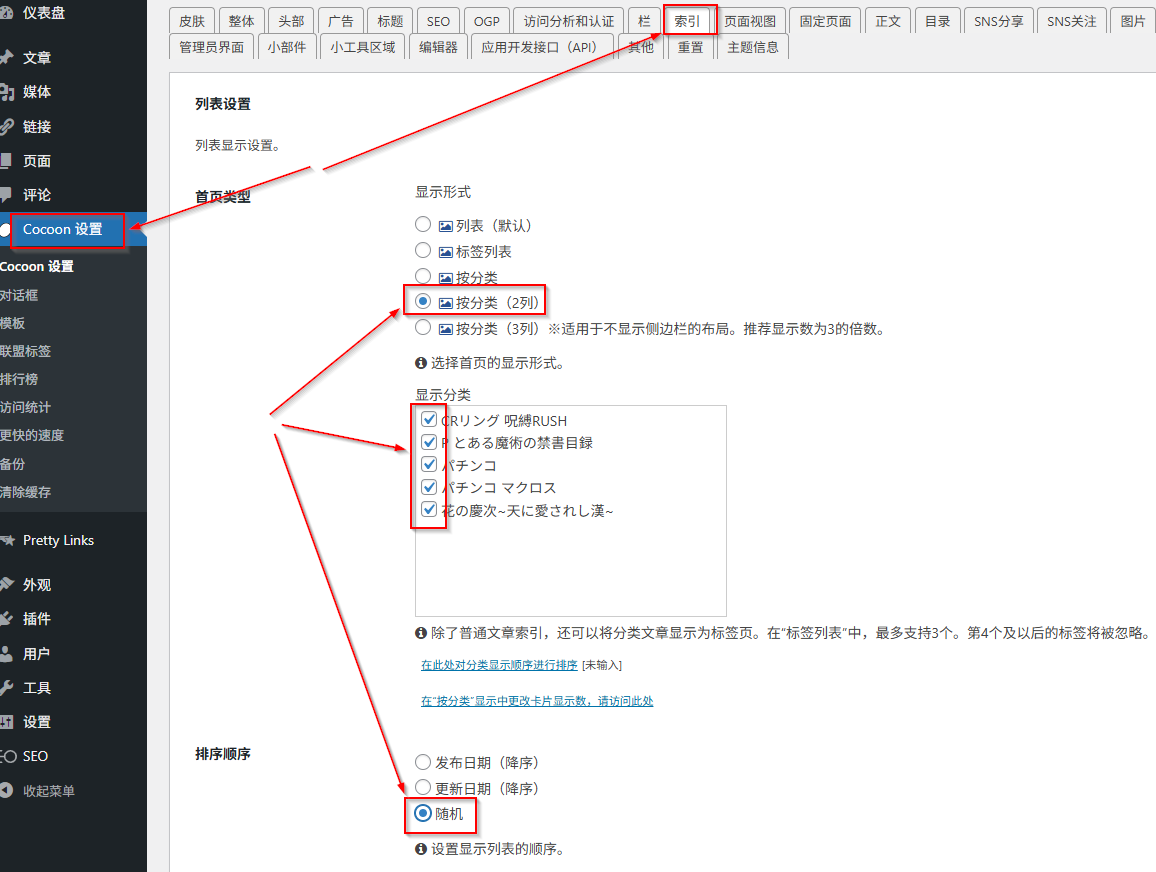 仪表盘
文章
媒体
链接
页面
评论
Cocoon 设置
Cocoon 设置
对话框
模板
联盟标签
排行榜
访问统计
更快的速度
备份
清除缓存
Pretty Links
外观
插件
用户
工具
设置
SEO
收起菜单
皮肤 整体 头部 广告 标题 SEO OGP 访问分析和认证 栏 索引 页面视图 固定页面 正文 目录 SNS分享 SNS关注 图片
管理员界面 小部件 小工具区域 编辑器 应用开发接口（API） 其他 重置 主题信息
列表设置
列表显示设置。
首页类型
显示形式
列表（默认）
标签列表
按分类
按分类（2列）
按分类（3列）※适用于不显示侧边栏的布局。推荐显示数为3的倍数。
选择首页的显示形式。
显示分类
CRリング 呪縛RUSH
P とある魔術の禁書目録
パチンコ
パチンコ マクロス
花の慶次~天に愛されし漢~
除了普通文章索引，还可以将分类文章显示为标签页。在“标签列表”中，最多支持3个。第4个及以后的标签将被忽略。
在此处对分类显示顺序进行排序 [未输入]
在“按分类”显示中更改卡片显示数，请访问此处
排序顺序
发布日期（降序）
更新日期（降序）
随机
设置显示列表的顺序。